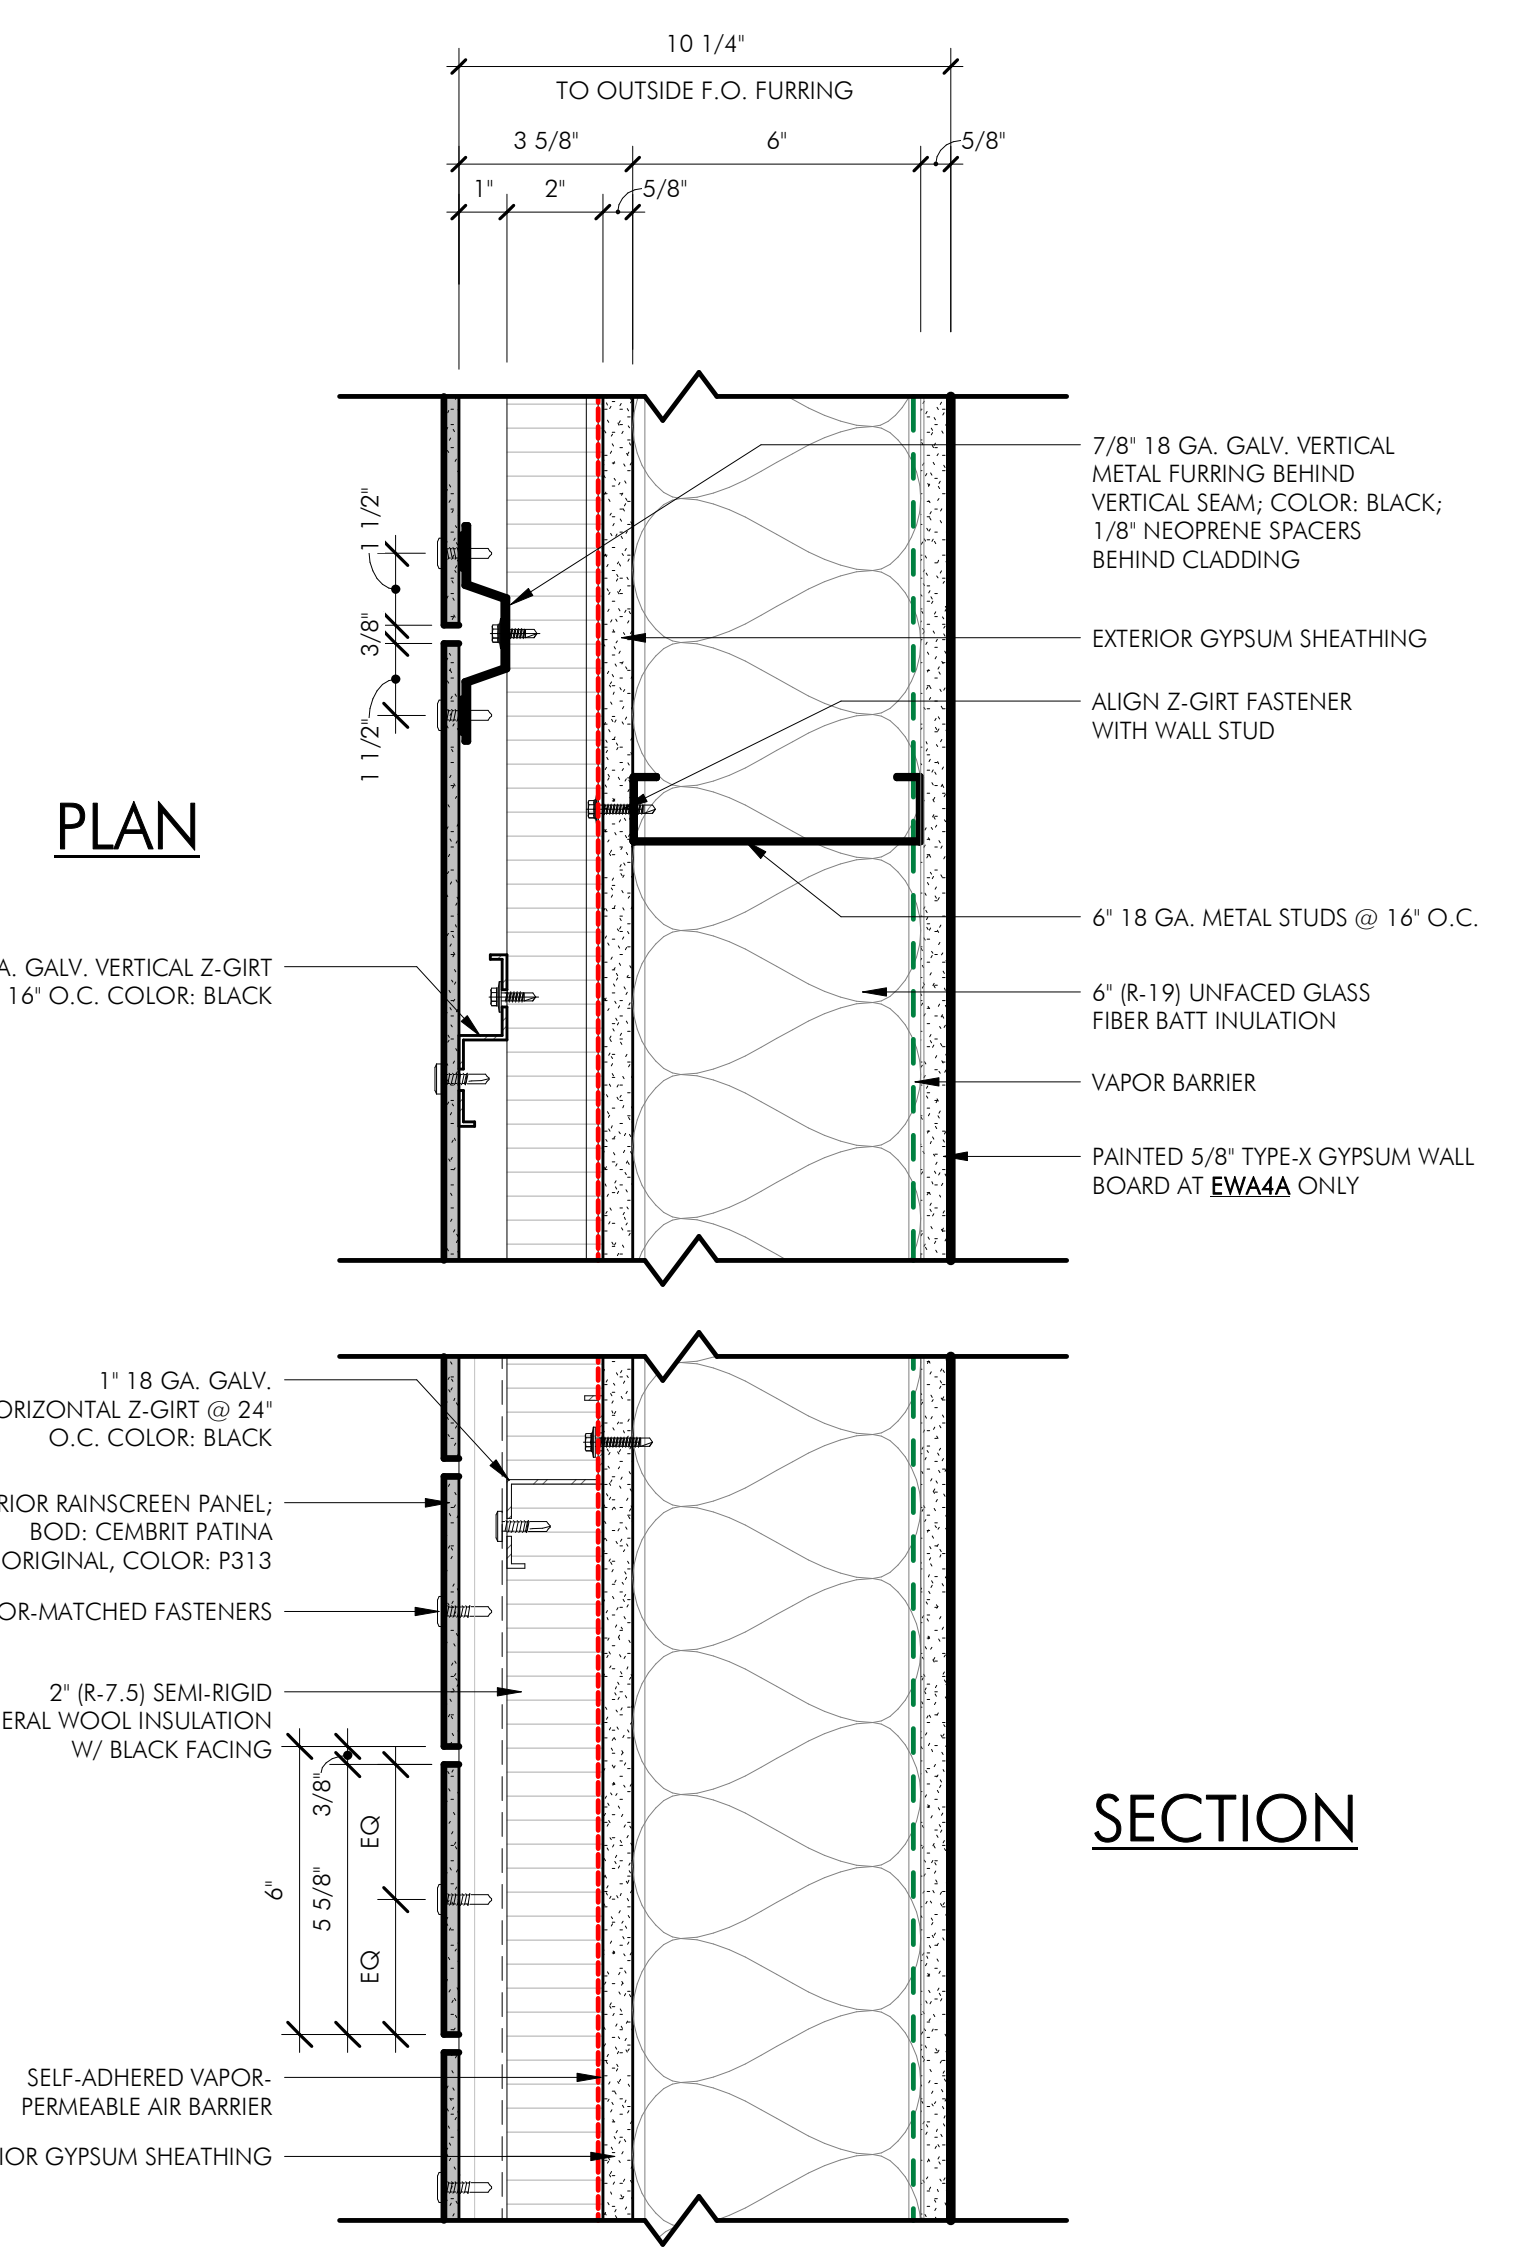 10 1/4"
TO OUTSIDE F.O. FURRING
3 5/8"
6"
5/8"
1"
2"
5/8"
7/8" 18 GA. GALV. VERTICAL
METAL FURRING BEHIND
VERTICAL SEAM; COLOR: BLACK;
1/8" NEOPRENE SPACERS
BEHIND CLADDING
1 1/2"
3/8"
1 1/2"
EXTERIOR GYPSUM SHEATHING
ALIGN Z-GIRT FASTENER
WITH WALL STUD
PLAN
6" 18 GA. METAL STUDS @ 16" O.C.
A. GALV. VERTICAL Z-GIRT
16" O.C. COLOR: BLACK
6" (R-19) UNFACED GLASS
FIBER BATT INULATION
VAPOR BARRIER
PAINTED 5/8" TYPE-X GYPSUM WALL
BOARD AT EWA4A ONLY
1" 18 GA. GALV.
ORIZONTAL Z-GIRT @ 24"
O.C. COLOR: BLACK
RIOR RAINSCREEN PANEL;
BOD: CEMBRIT PATINA
ORIGINAL, COLOR: P313
OR-MATCHED FASTENERS
2" (R-7.5) SEMI-RIGID
ERAL WOOL INSULATION
W/ BLACK FACING
3/8"
EQ
6"
5 5/8"
EQ
SECTION
SELF-ADHERED VAPOR-
PERMEABLE AIR BARRIER
IOR GYPSUM SHEATHING